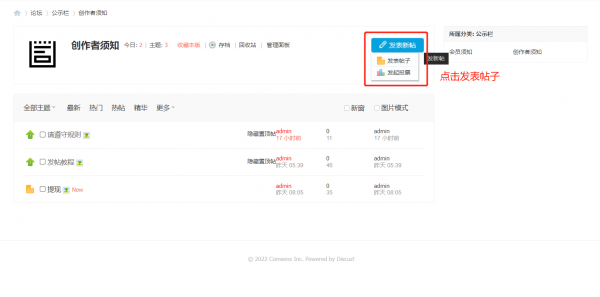 论坛 › 公示栏 › 创作者须知
创作者须知 今日: 2 | 主题: 3 收藏本版 | 存档 | 回收站 | 管理面板
发表新帖
发表帖子
发起投票
发新帖
点击发表帖子
所属分类: 公示栏
会员须知 创作者须知
全部主题 最新 热门 热帖 精华 更多 新窗 图片模式
请遵守规则 隐藏置顶帖 admin 0 admin
17 小时前 11 17 小时前
发帖教程 隐藏置顶帖 admin 0 admin
昨天 05:39 46 昨天 05:39
提现 New admin 0 admin
昨天 08:05 35 昨天 08:05
© 2022 Comsenz Inc. Powered by Discuz!